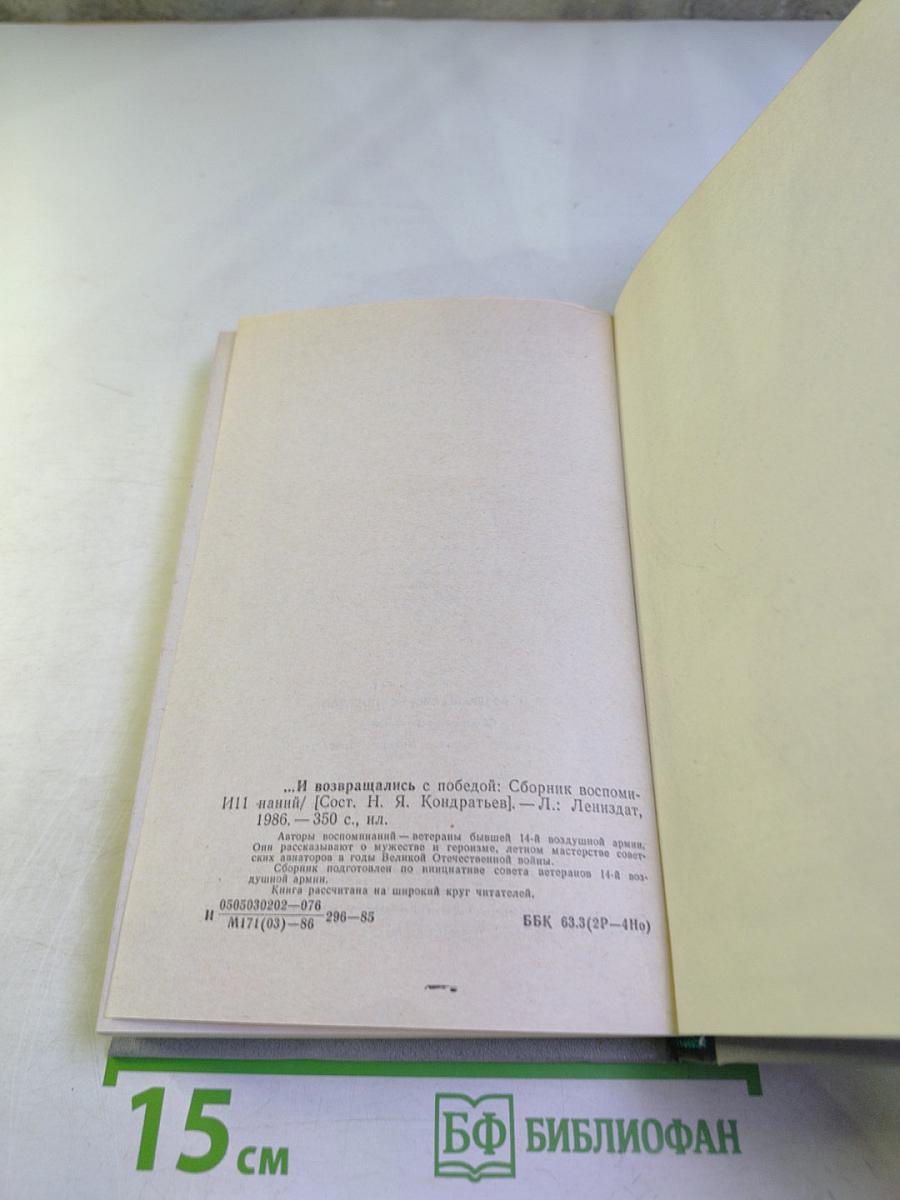 ...И возвращались с победой: Сборник воспоми-
И11 наний/ [Сост. Н. Я. Кондратьев]. — Л.: Лениздат,
1986. — 350 с., ил.
Авторы воспоминаний — ветераны бывшей 14-й воздушной армии.
Они рассказывают о мужестве и героизме, летном мастерстве совет-
ских авиаторов в годы Великой Отечественной войны.
Сборник подготовлен по инициативе совета ветеранов 14-й воз-
душной армии.
Книга рассчитана на широкий круг читателей.
0505030202—076
И 296—85
М171(03)—86
ББК 63.3(2Р—4Но)
15 см
БФ БИБЛИОФАН